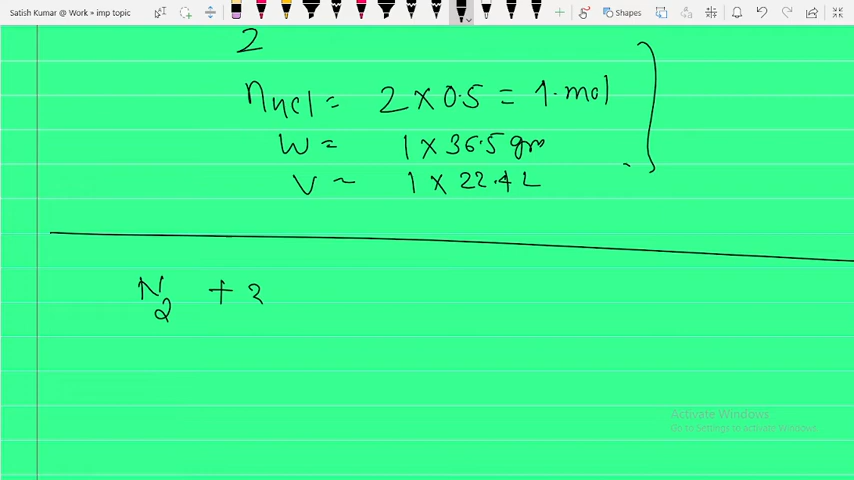 Satish Kumar @ Work » imp topic
Shapes
2
nHCl = 2 × 0.5 = 1. mol
W = 1 × 36.5 gm
V = 1 × 22.4 L
N2 + 3
Activate Windows
Go to Settings to activate Windows.